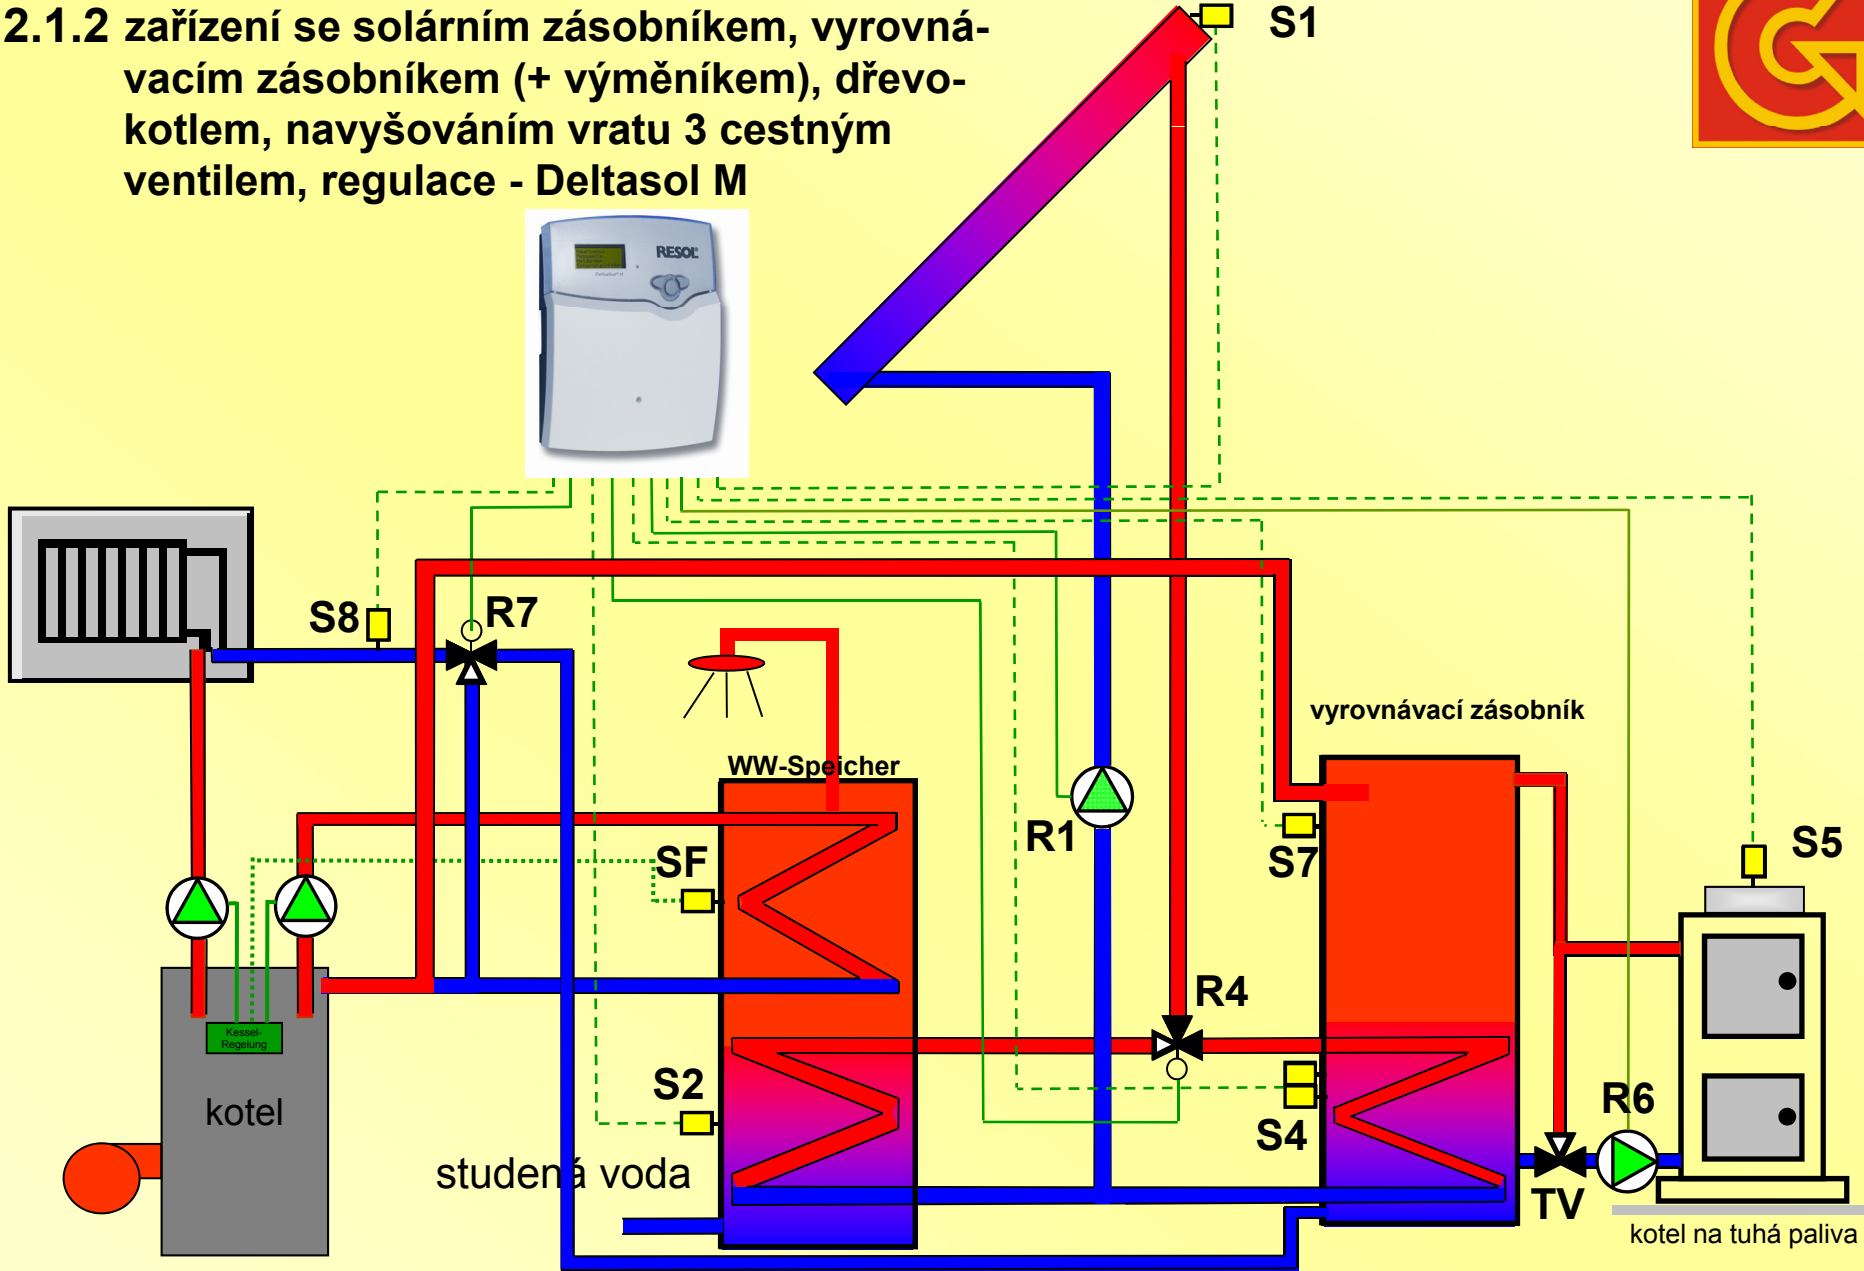 2.1.2 zařízení se solárním zásobníkem, vyrovná-
vacím zásobníkem (+ výměníkem), dřevo-
kotlem, navyšováním vratu 3 cestným
ventilem, regulace - Deltasol M
S1
RESOL
S8
R7
vyrovnávací zásobník
WW-Speicher
R1
S7
S5
SF
R4
Kessel-
Regelung
kotel
S2
S4
R6
studená voda
TV
kotel na tuhá paliva